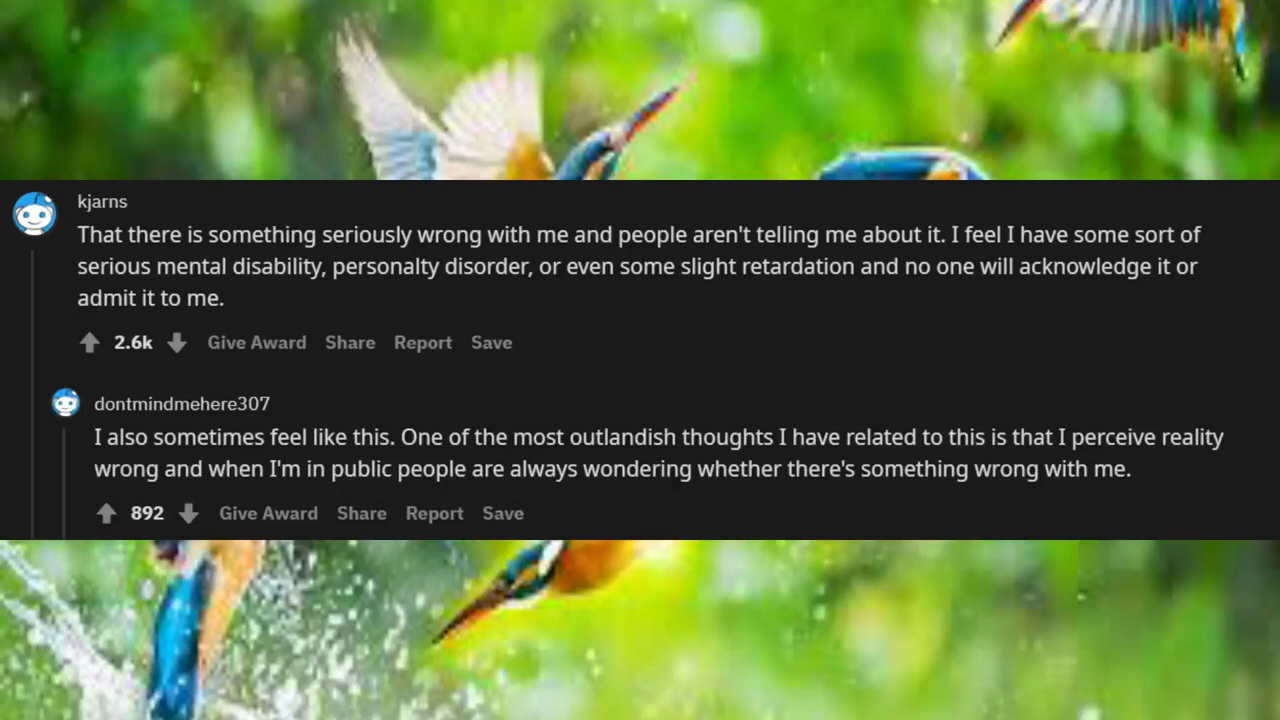 kjarns
That there is something seriously wrong with me and people aren't telling me about it. I feel I have some sort of
serious mental disability, personalty disorder, or even some slight retardation and no one will acknowledge it or
admit it to me.
2.6k Give Award Share Report Save
dontmindmehere307
I also sometimes feel like this. One of the most outlandish thoughts I have related to this is that I perceive reality
wrong and when I'm in public people are always wondering whether there's something wrong with me.
892 Give Award Share Report Save